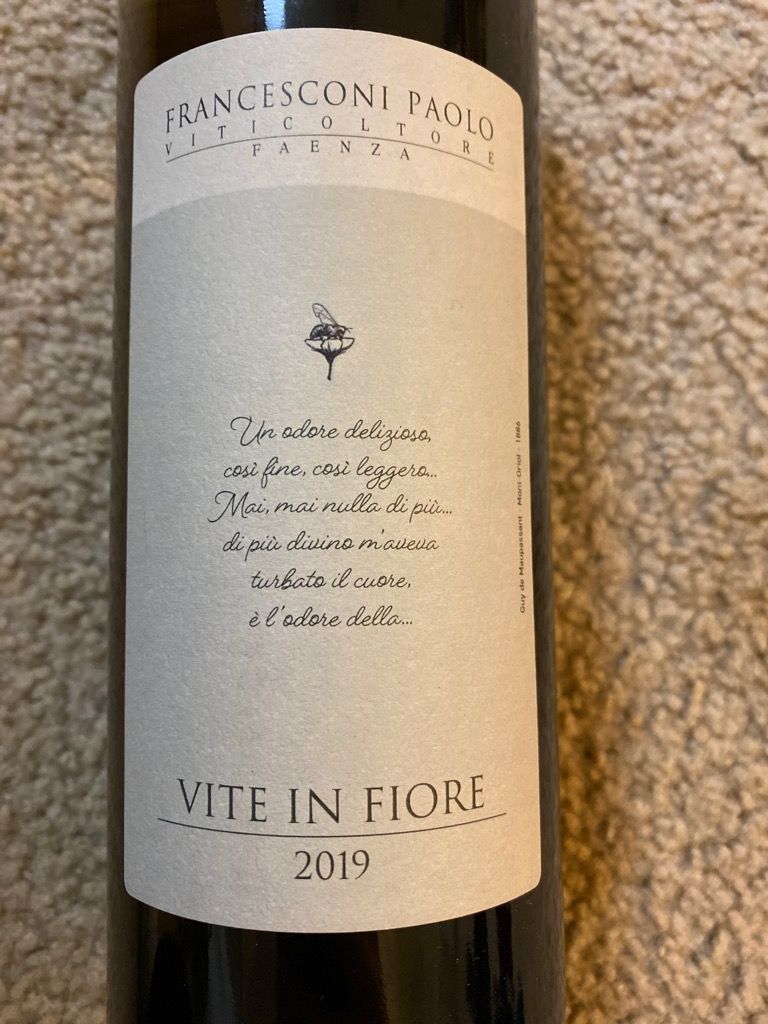 FRANCESCONI PAOLO
VITICOLTORE
FAENZA
Un odore delizioso,
così fine, così leggero...
Mai, mai nulla di più...
di più divino m'aveva
turbato il cuore,
è l'odore della...
Guy de Maupassant Mont-Oriol 1886
VITE IN FIORE
2019